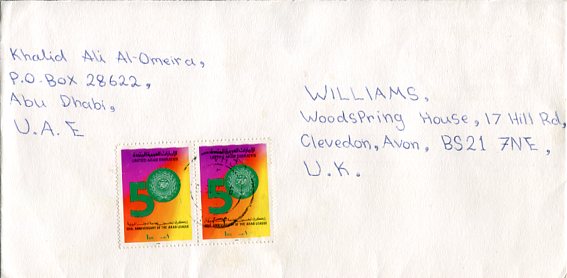 Khalid Ali Al-Omeira,
P.O. Box 28622,
Abu Dhabi,
U.A.E
WILLIAMS,
Woodspring House, 17 Hill Rd,
Clevedon, Avon, BS21 7NE,
U.K.
UNITED ARAB EMIRATES
50
50th ANNIVERSARY OF THE ARAB LEAGUE
UNITED ARAB EMIRATES
50
50th ANNIVERSARY OF THE ARAB LEAGUE